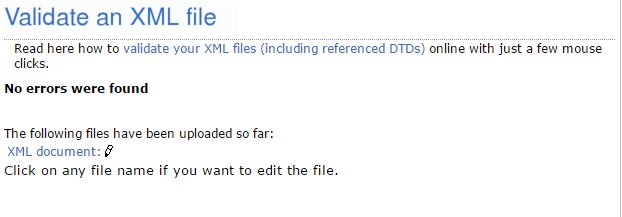 Validate an XML file
Read here how to validate your XML files (including referenced DTDs) online with just a few mouse
clicks.
No errors were found
The following files have been uploaded so far:
XML document:
Click on any file name if you want to edit the file.